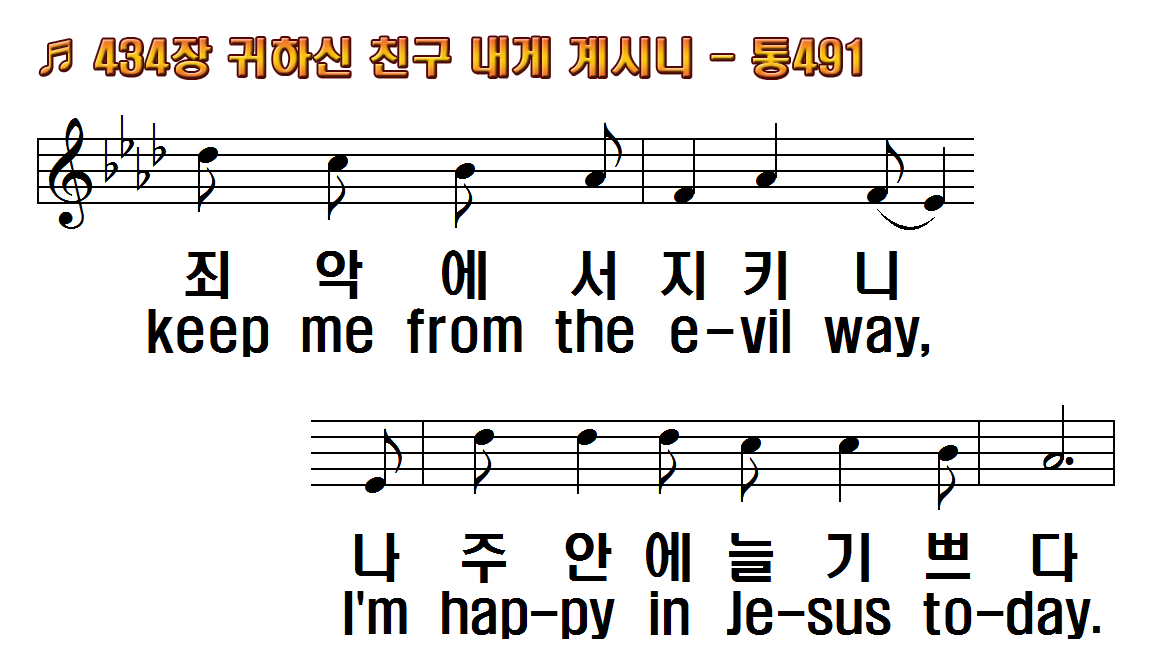 ♬ 434장 귀하신 친구 내게 계시니 - 통491
죄 악 에 서 지 키 니
keep me from the e-vil way,
나 주 안 에 늘 기 쁘 다
I'm hap-py in Je-sus to-day.